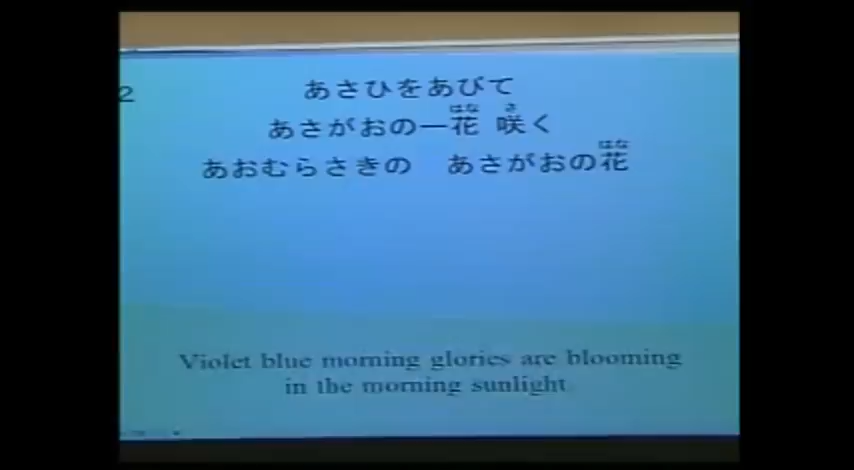 2
あさひをあびて
あさがおの一花 咲く
あおむらさきの　あさがおの花
Violet blue morning glories are blooming
in the morning sunlight